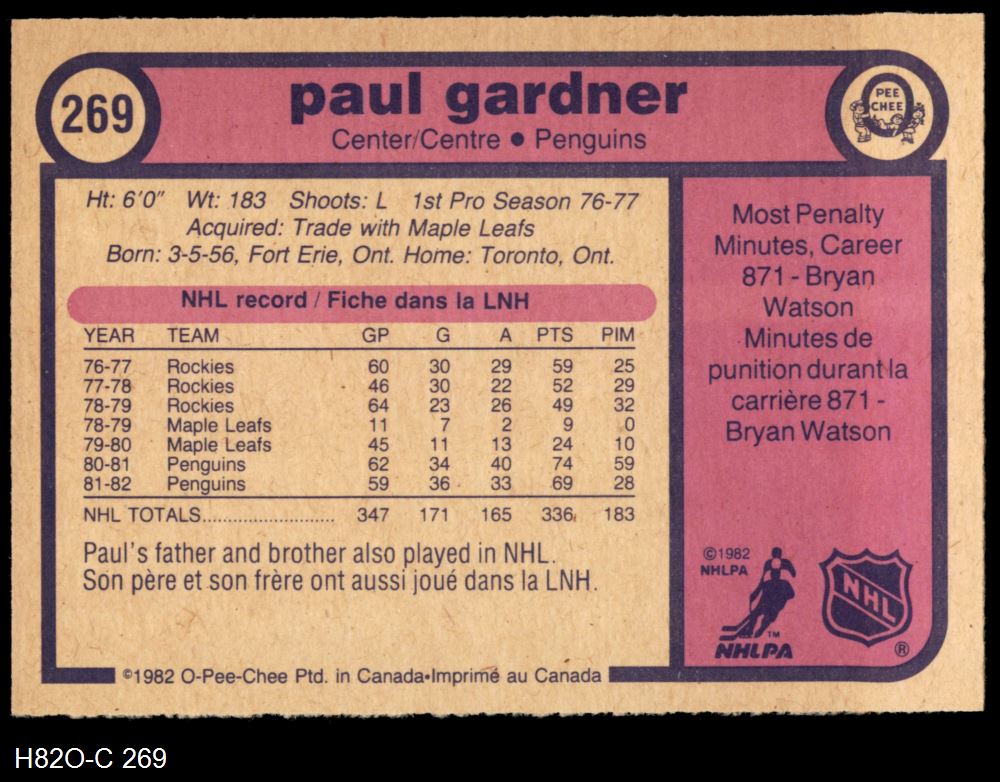 269
paul gardner
Center/Centre • Penguins
O
PEE
CHEE
Ht: 6'0" Wt: 183 Shoots: L 1st Pro Season 76-77
Acquired: Trade with Maple Leafs
Born: 3-5-56, Fort Erie, Ont. Home: Toronto, Ont.
NHL record / Fiche dans la LNH
YEAR TEAM GP G A PTS PIM
76-77 Rockies 60 30 29 59 25
77-78 Rockies 46 30 22 52 29
78-79 Rockies 64 23 26 49 32
78-79 Maple Leafs 11 7 2 9 0
79-80 Maple Leafs 45 11 13 24 10
80-81 Penguins 62 34 40 74 59
81-82 Penguins 59 36 33 69 28
NHL TOTALS........................... 347 171 165 336 183
Paul's father and brother also played in NHL.
Son père et son frère ont aussi joué dans la LNH.
©1982 O-Pee-Chee Ptd. in Canada•Imprimé au Canada
Most Penalty
Minutes, Career
871 - Bryan
Watson
Minutes de
punition durant la
carrière 871 -
Bryan Watson
©1982
NHLPA
TM
NHLPA
NHL
®
H82O-C 269